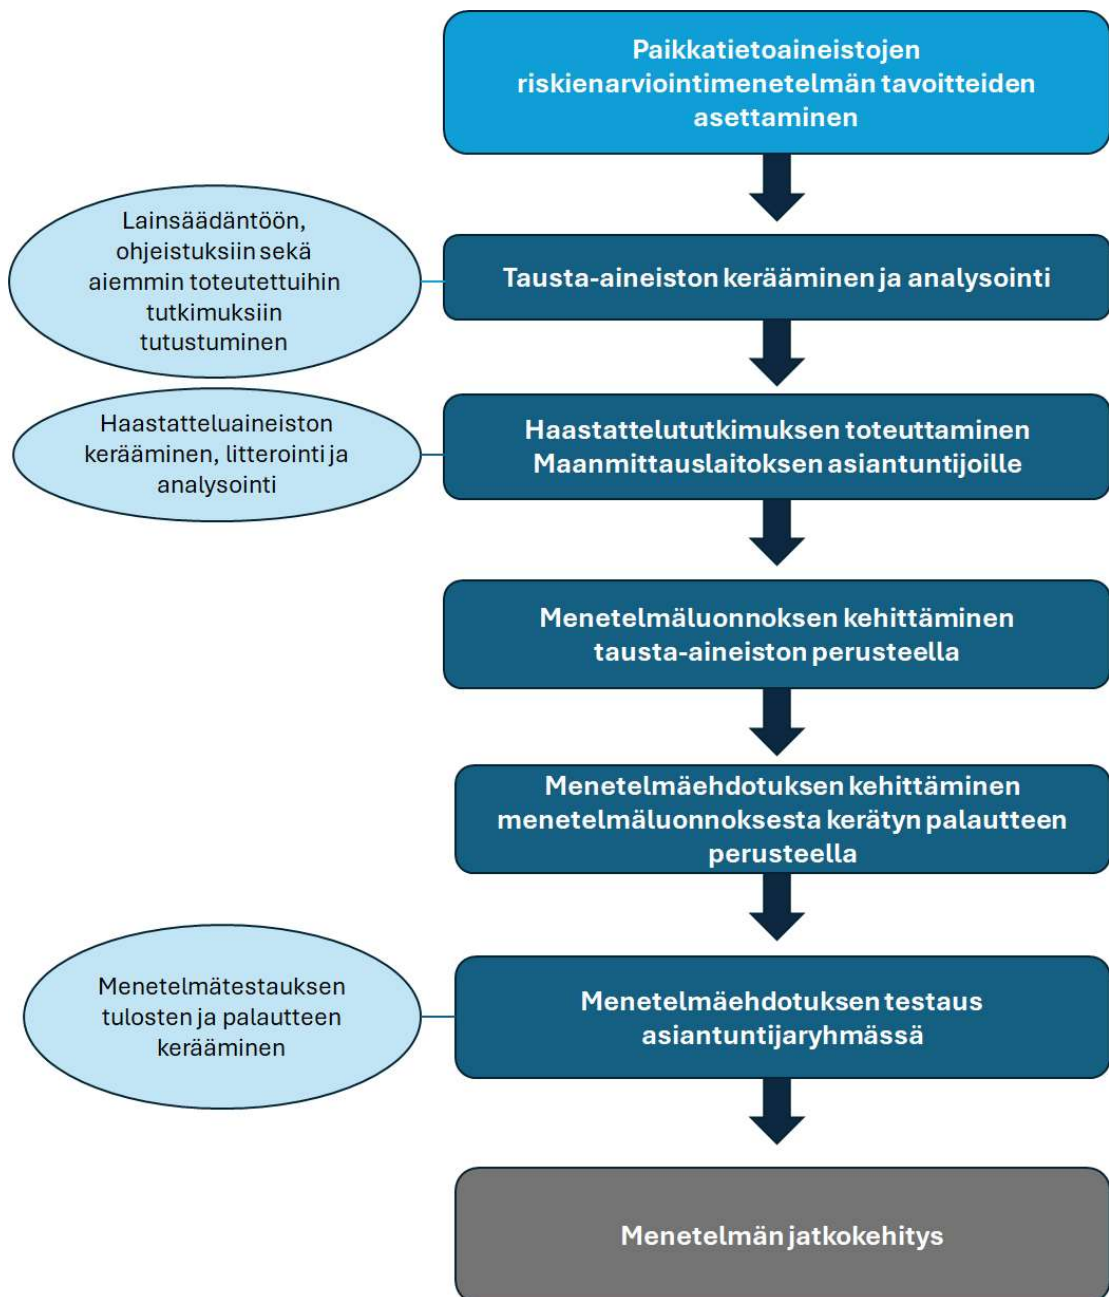 Paikkatietoaineistojen
riskienarviointimenetelmän tavoitteiden
asettaminen
Lainsäädäntöön,
ohjeistuksiin sekä
aiemmin toteutettuihin
tutkimuksiin
tutustuminen
Tausta-aineiston kerääminen ja analysointi
Haastatteluaineiston
kerääminen, litterointi ja
analysointi
Haastattelututkimuksen toteuttaminen
Maanmittauslaitoksen asiantuntijoille
Menetelmäluonnoksen kehittäminen
tausta-aineiston perusteella
Menetelmäehdotuksen kehittäminen
menetelmäluonnoksesta kerätyn palautteen
perusteella
Menetelmätestauksen
tulosten ja palautteen
kerääminen
Menetelmäehdotuksen testaus
asiantuntijaryhmässä
Menetelmän jatkokehitys